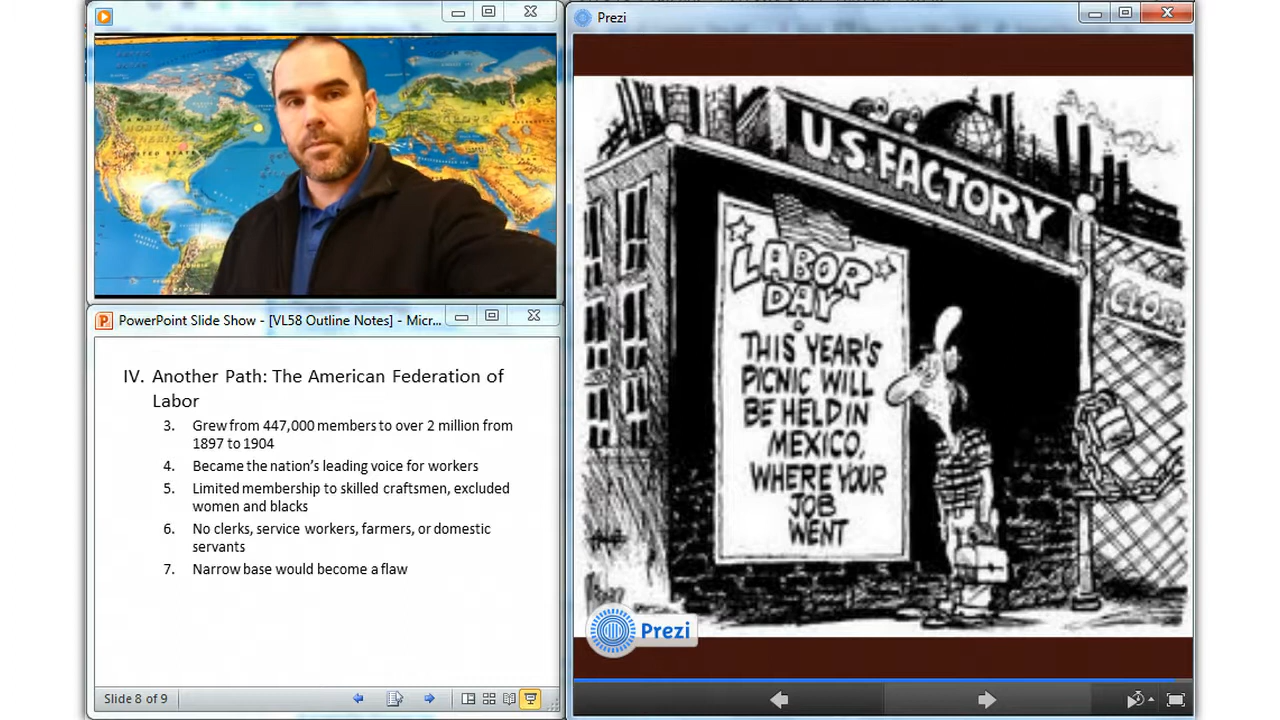 Prezi
PowerPoint Slide Show - [VL58 Outline Notes] - Micr...
IV. Another Path: The American Federation of
Labor
3. Grew from 447,000 members to over 2 million from
1897 to 1904
4. Became the nation's leading voice for workers
5. Limited membership to skilled craftsmen, excluded
women and blacks
6. No clerks, service workers, farmers, or domestic
servants
7. Narrow base would become a flaw
Slide 8 of 9
U.S. FACTORY
LABOR
DAY
THIS YEAR'S
PICNIC WILL
BE HELD IN
MEXICO,
WHERE YOUR
JOB
WENT
Prezi